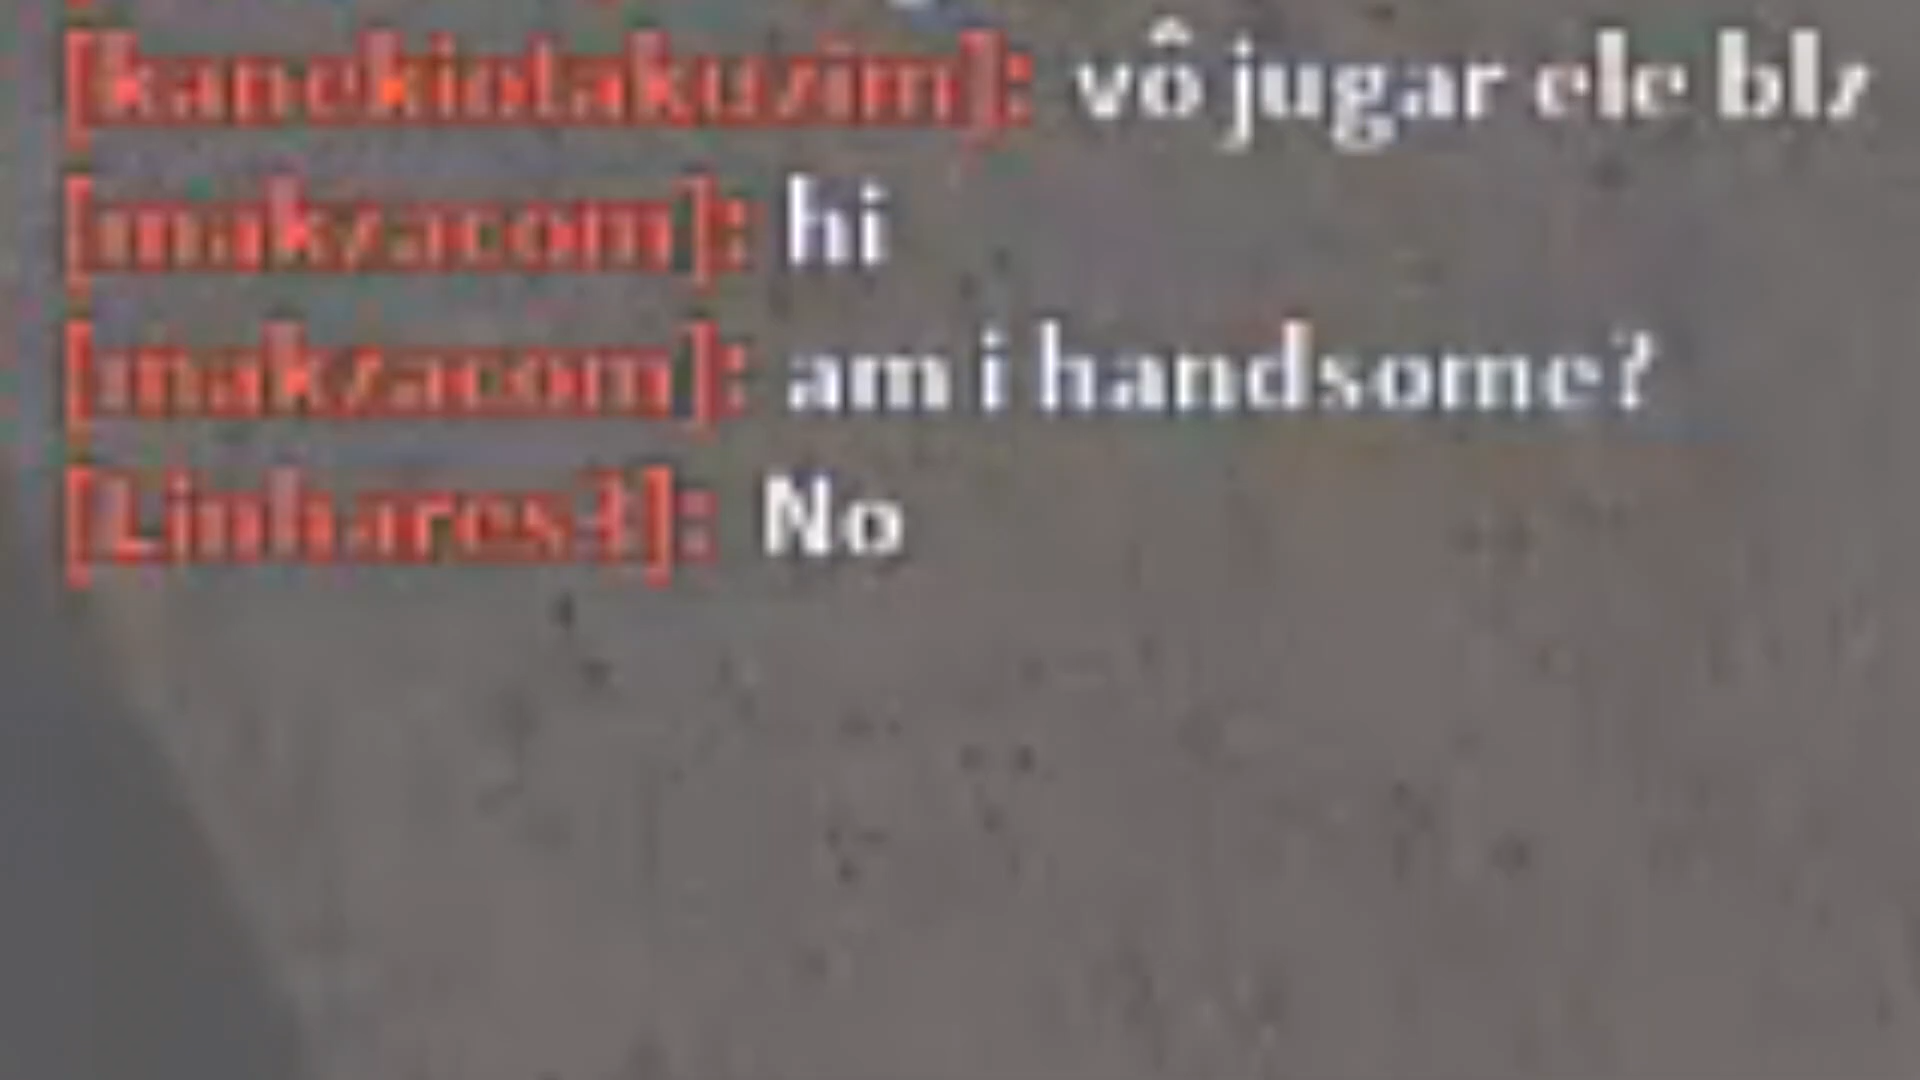 [kanekiotakuzim]: vô jugar ele blz
[makzacom]: hi
[makzacom]: am i handsome?
[Linhares3]: No